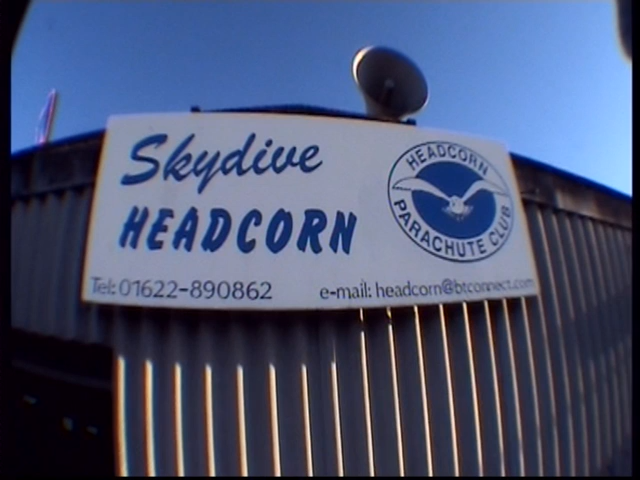 Skydive
HEADCORN
HEADCORN
PARACHUTE CLUB
Tel: 01622-890862
e-mail: headcorn@btconnect.com